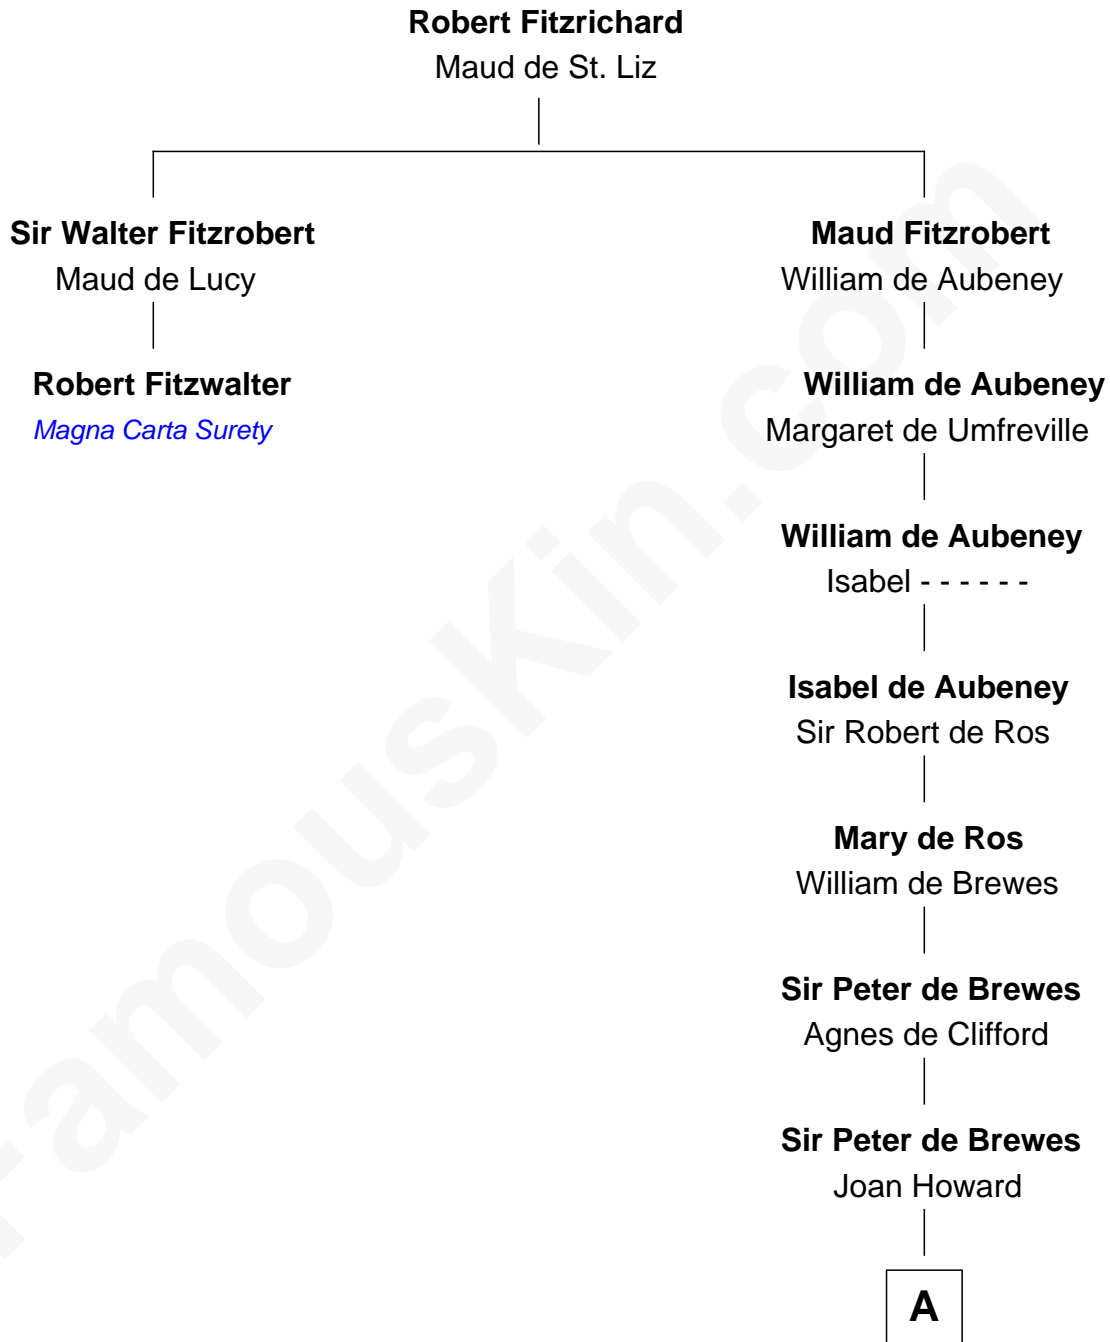 Robert Fitzrichard
Maud de St. Liz
Sir Walter Fitzrobert
Maud de Lucy
Robert Fitzwalter
Magna Carta Surety
Maud Fitzrobert
William de Aubeney
William de Aubeney
Margaret de Umfreville
William de Aubeney
Isabel - - - - - -
Isabel de Aubeney
Sir Robert de Ros
Mary de Ros
William de Brewes
Sir Peter de Brewes
Agnes de Clifford
Sir Peter de Brewes
Joan Howard
A
FamousKin.com